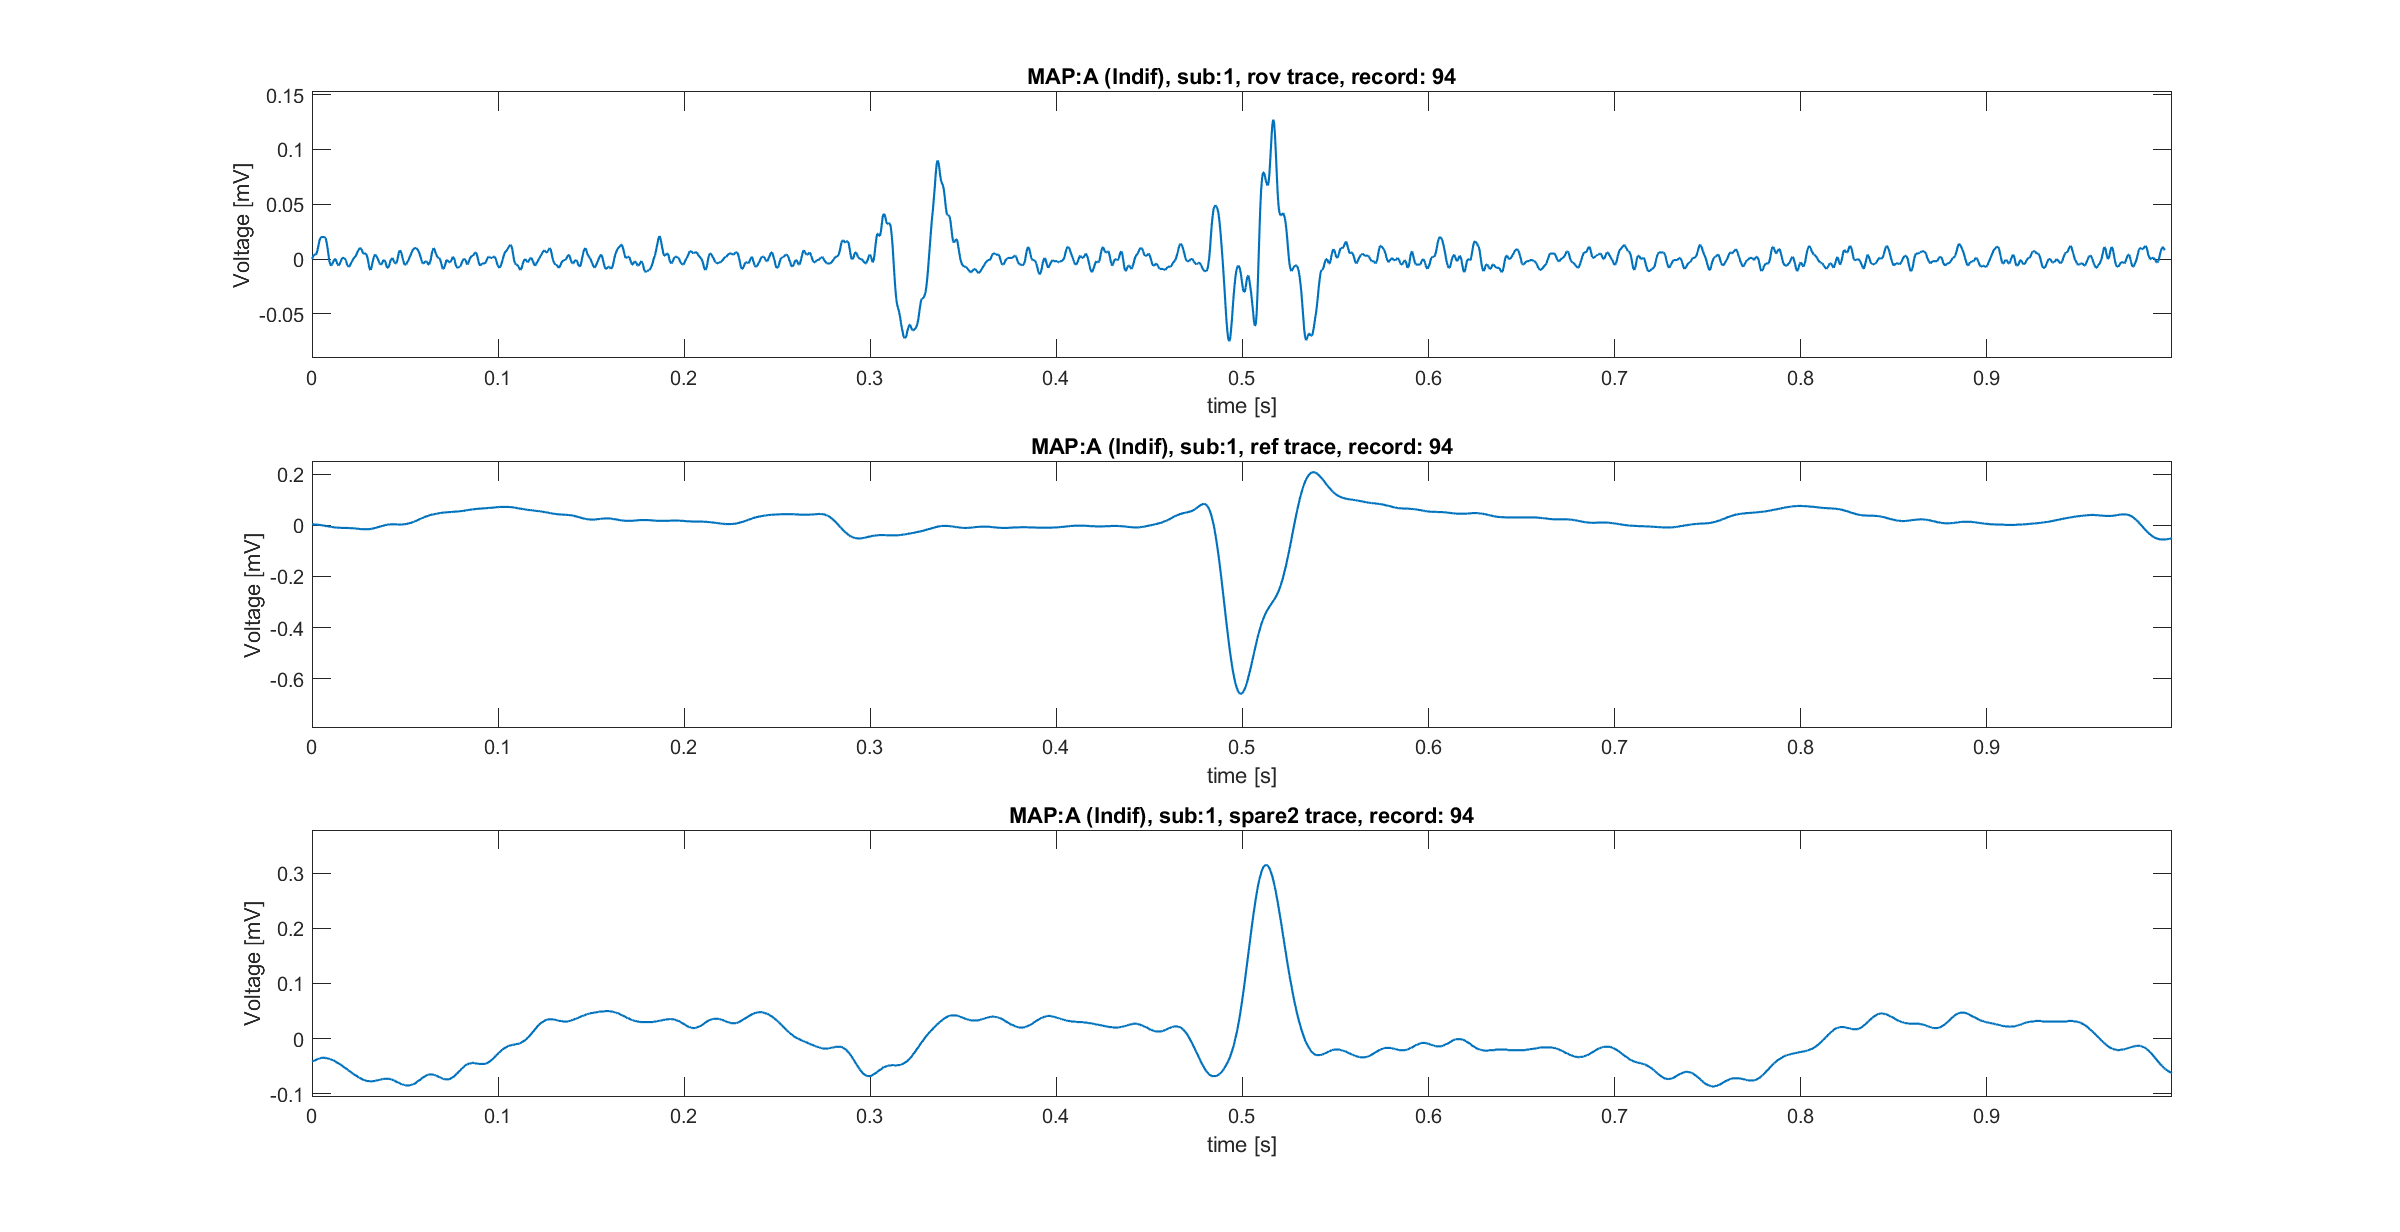 MAP:A (Indif), sub:1, rov trace, record: 94
0.15
0.1
0.05
0
-0.05
Voltage [mV]
0 0.1 0.2 0.3 0.4 0.5 0.6 0.7 0.8 0.9
time [s]
MAP:A (Indif), sub:1, ref trace, record: 94
0.2
0
-0.2
-0.4
-0.6
Voltage [mV]
0 0.1 0.2 0.3 0.4 0.5 0.6 0.7 0.8 0.9
time [s]
MAP:A (Indif), sub:1, spare2 trace, record: 94
0.3
0.2
0.1
0
-0.1
Voltage [mV]
0 0.1 0.2 0.3 0.4 0.5 0.6 0.7 0.8 0.9
time [s]